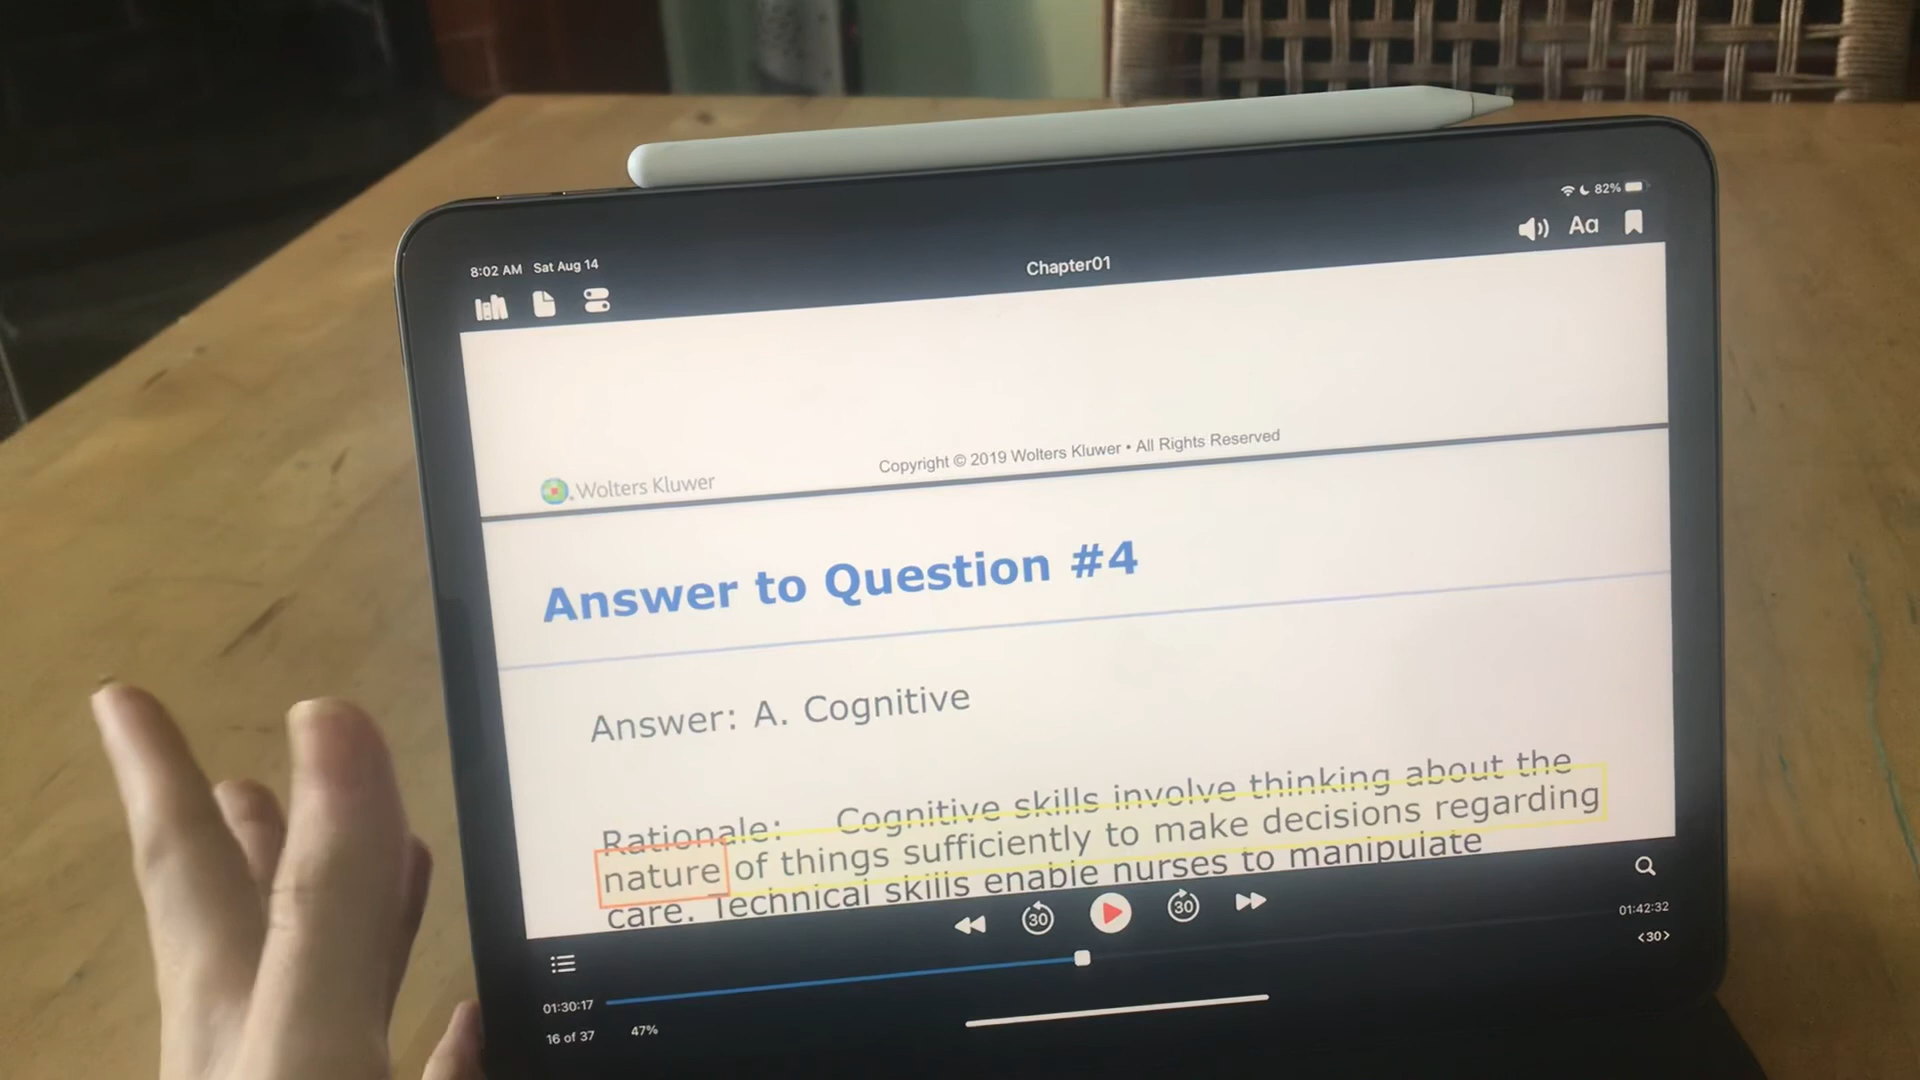 82%
8:02 AM Sat Aug 14
Chapter01
Aa
Wolters Kluwer
Copyright © 2019 Wolters Kluwer • All Rights Reserved
Answer to Question #4
Answer: A. Cognitive
Rationale: Cognitive skills involve thinking about the
nature of things sufficiently to make decisions regarding
care. Technical skills enable nurses to manipulate
30
30
01:42:32
<30>
01:30:17
16 of 37
47%